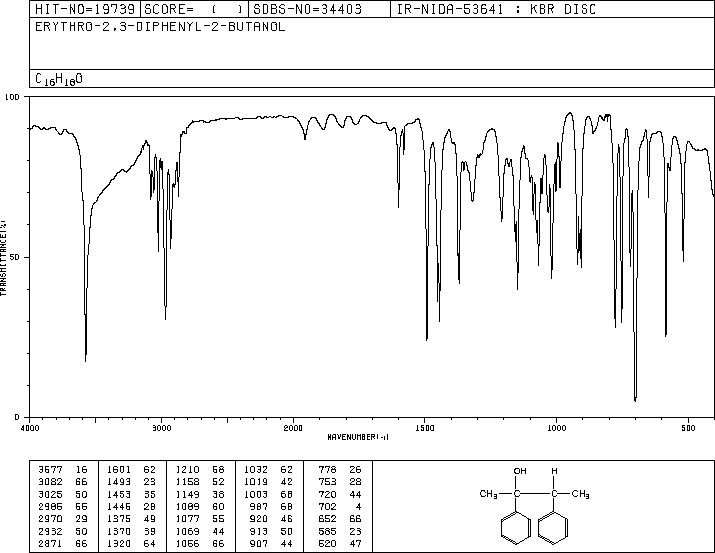 HIT-NO=19739 SCORE= ( ) SDBS-NO=34403 IR-NIDA-53641 : KBR DISC
ERYTHRO-2,3-DIPHENYL-2-BUTANOL
C16H18O
100
50
0
TRANSMITTANCE(%)
4000 3000 2000 1500 1000 500
WAVENUMBER(-1)
3577 16 1601 62 1210 58 1032 62 778 26
3082 66 1493 23 1158 52 1019 42 753 28
3025 50 1453 35 1149 38 1003 68 720 44
2985 55 1446 28 1089 60 987 68 702 4
2970 29 1375 49 1077 55 920 46 652 66
2932 50 1370 39 1069 44 913 50 585 23
2871 66 1320 64 1056 66 907 44 520 47
OH H
CH3 C C CH3